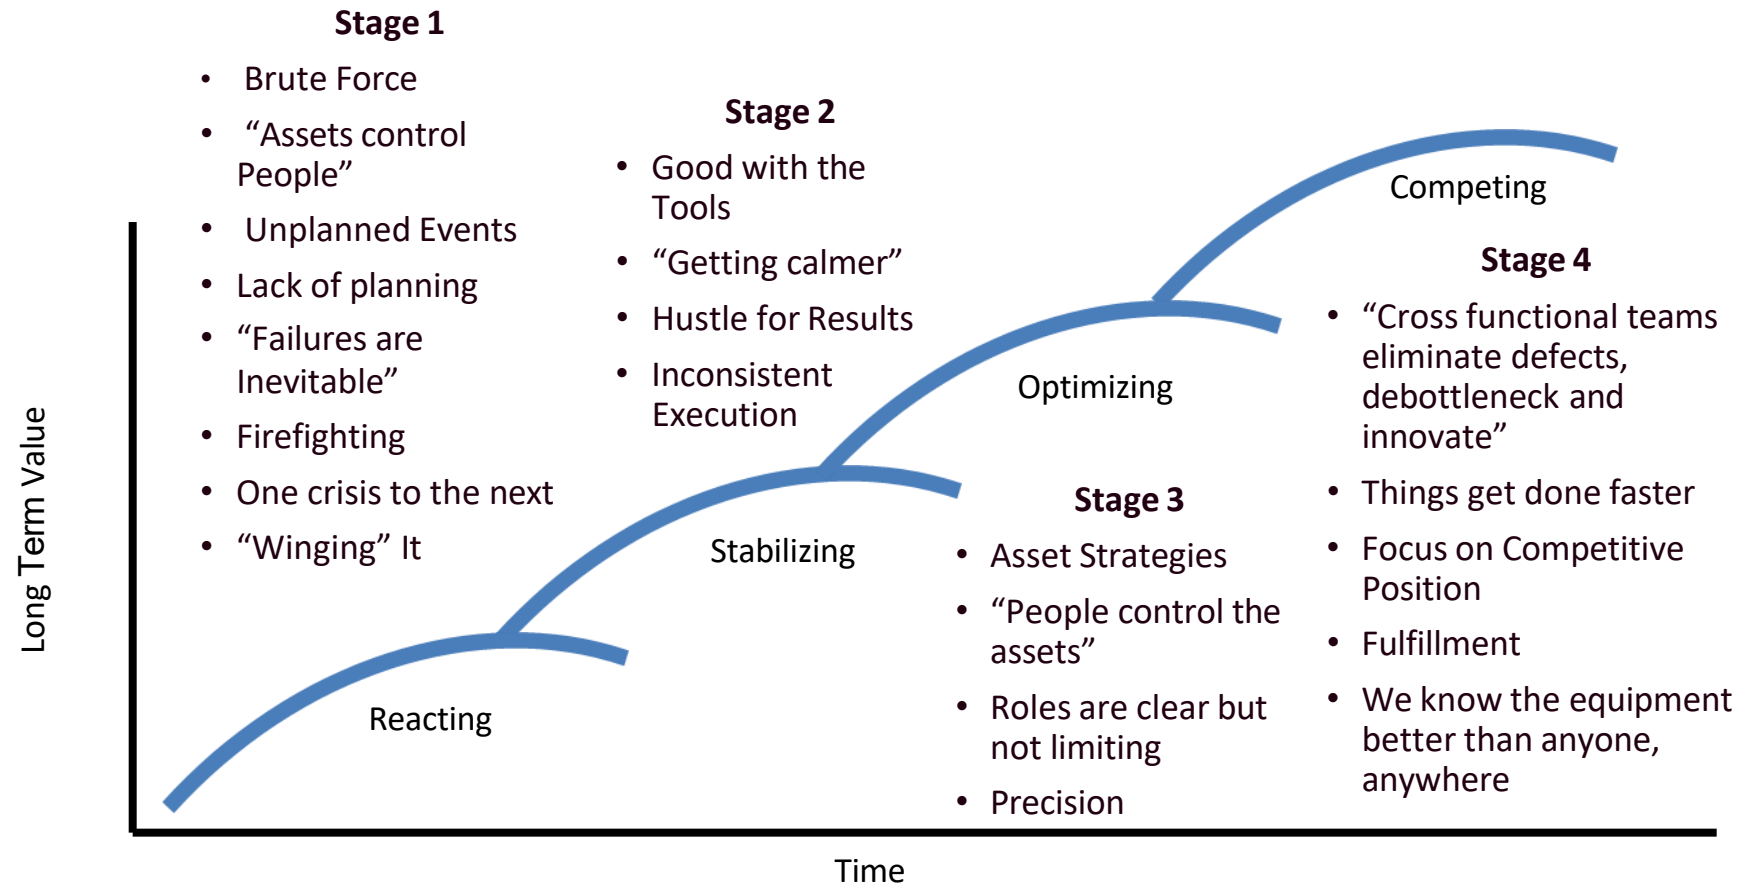 Stage 1
• Brute Force
• “Assets control
People”
• Unplanned Events
• Lack of planning
• “Failures are
Inevitable”
• Firefighting
• One crisis to the next
• “Winging” It
Stage 2
• Good with the
Tools
• “Getting calmer”
• Hustle for Results
• Inconsistent
Execution
Stage 3
• Asset Strategies
• “People control the
assets”
• Roles are clear but
not limiting
• Precision
Stage 4
• “Cross functional teams
eliminate defects,
debottleneck and
innovate”
• Things get done faster
• Focus on Competitive
Position
• Fulfillment
• We know the equipment
better than anyone,
anywhere
Reacting
Stabilizing
Optimizing
Competing
Long Term Value
Time